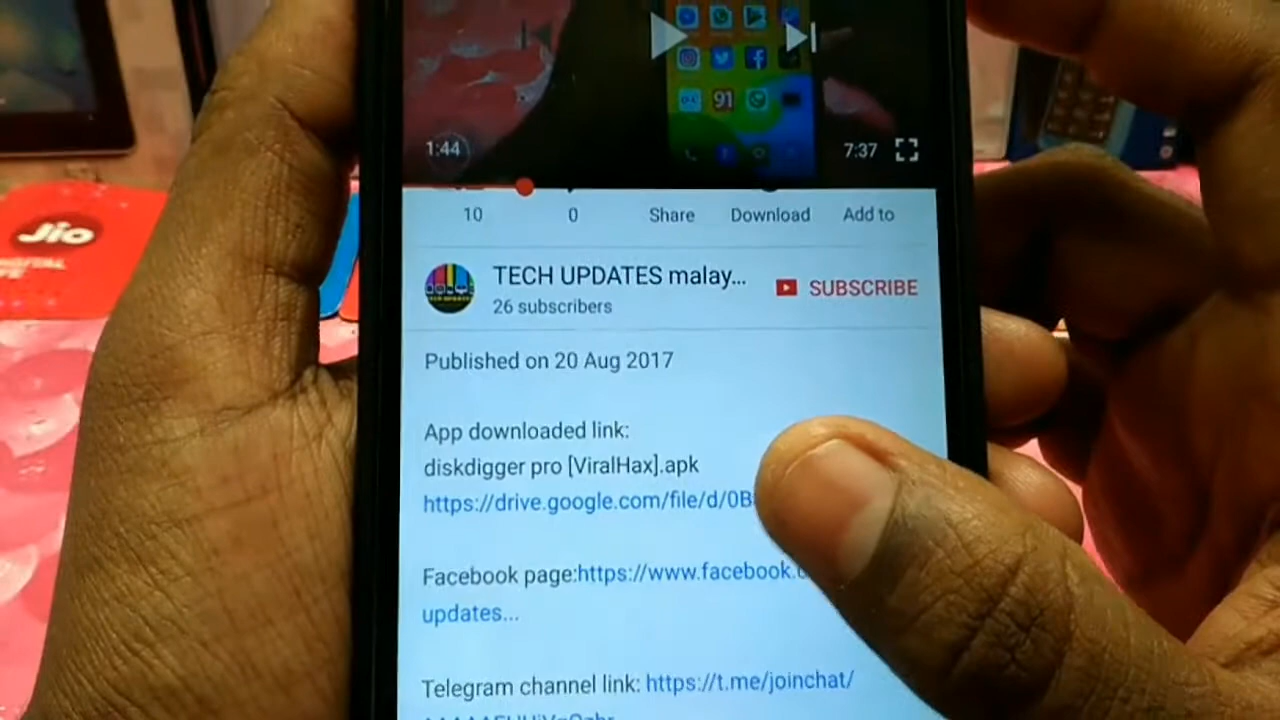 1:44
7:37
10
0
Share
Download
Add to
Jio
DIGITAL
TECH UPDATES malay...
SUBSCRIBE
26 subscribers
Published on 20 Aug 2017
App downloaded link:
diskdigger pro [ViralHax].apk
https://drive.google.com/file/d/0B
Facebook page:https://www.facebook.
updates...
Telegram channel link: https://t.me/joinchat/
91